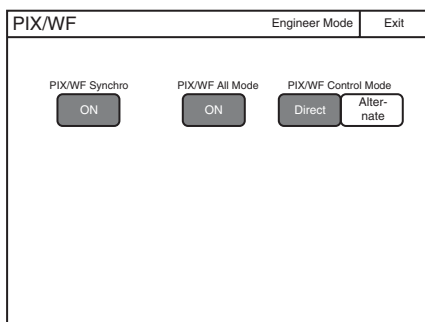 PIX/WF Engineer Mode Exit
PIX/WF Synchro PIX/WF All Mode PIX/WF Control Mode
ON ON Direct Alter-
nate